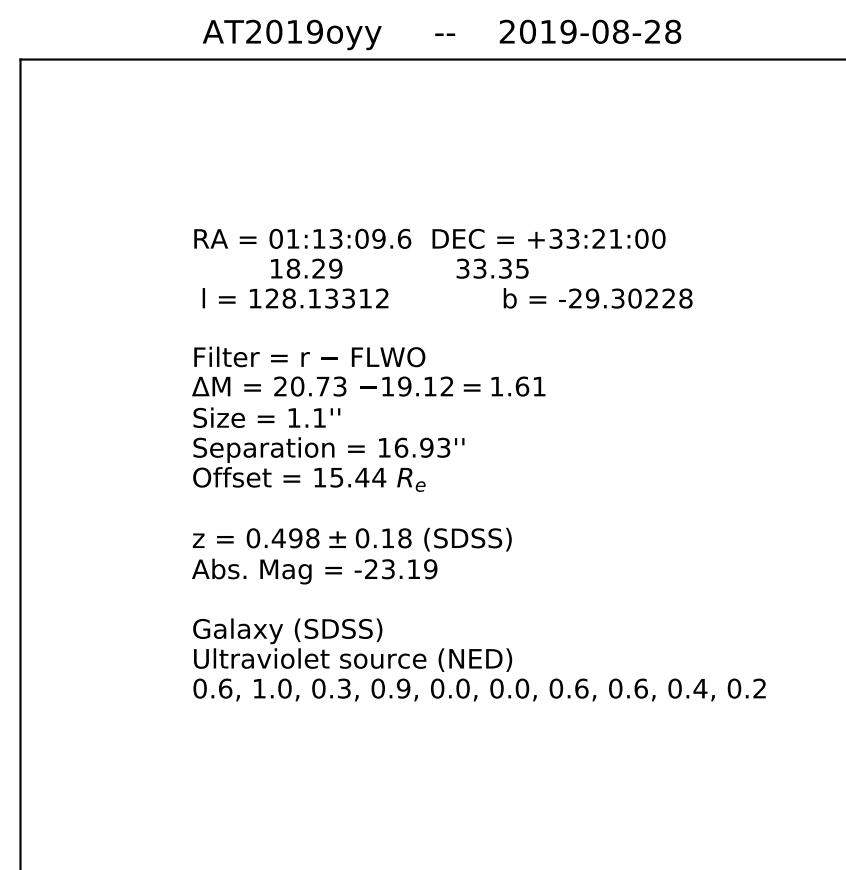 AT2019oyy -- 2019-08-28
RA = 01:13:09.6 DEC = +33:21:00
18.29 33.35
l = 128.13312 b = -29.30228
Filter = r − FLWO
ΔM = 20.73 −19.12 = 1.61
Size = 1.1''
Separation = 16.93''
Offset = 15.44 Re
z = 0.498 ± 0.18 (SDSS)
Abs. Mag = -23.19
Galaxy (SDSS)
Ultraviolet source (NED)
0.6, 1.0, 0.3, 0.9, 0.0, 0.0, 0.6, 0.6, 0.4, 0.2